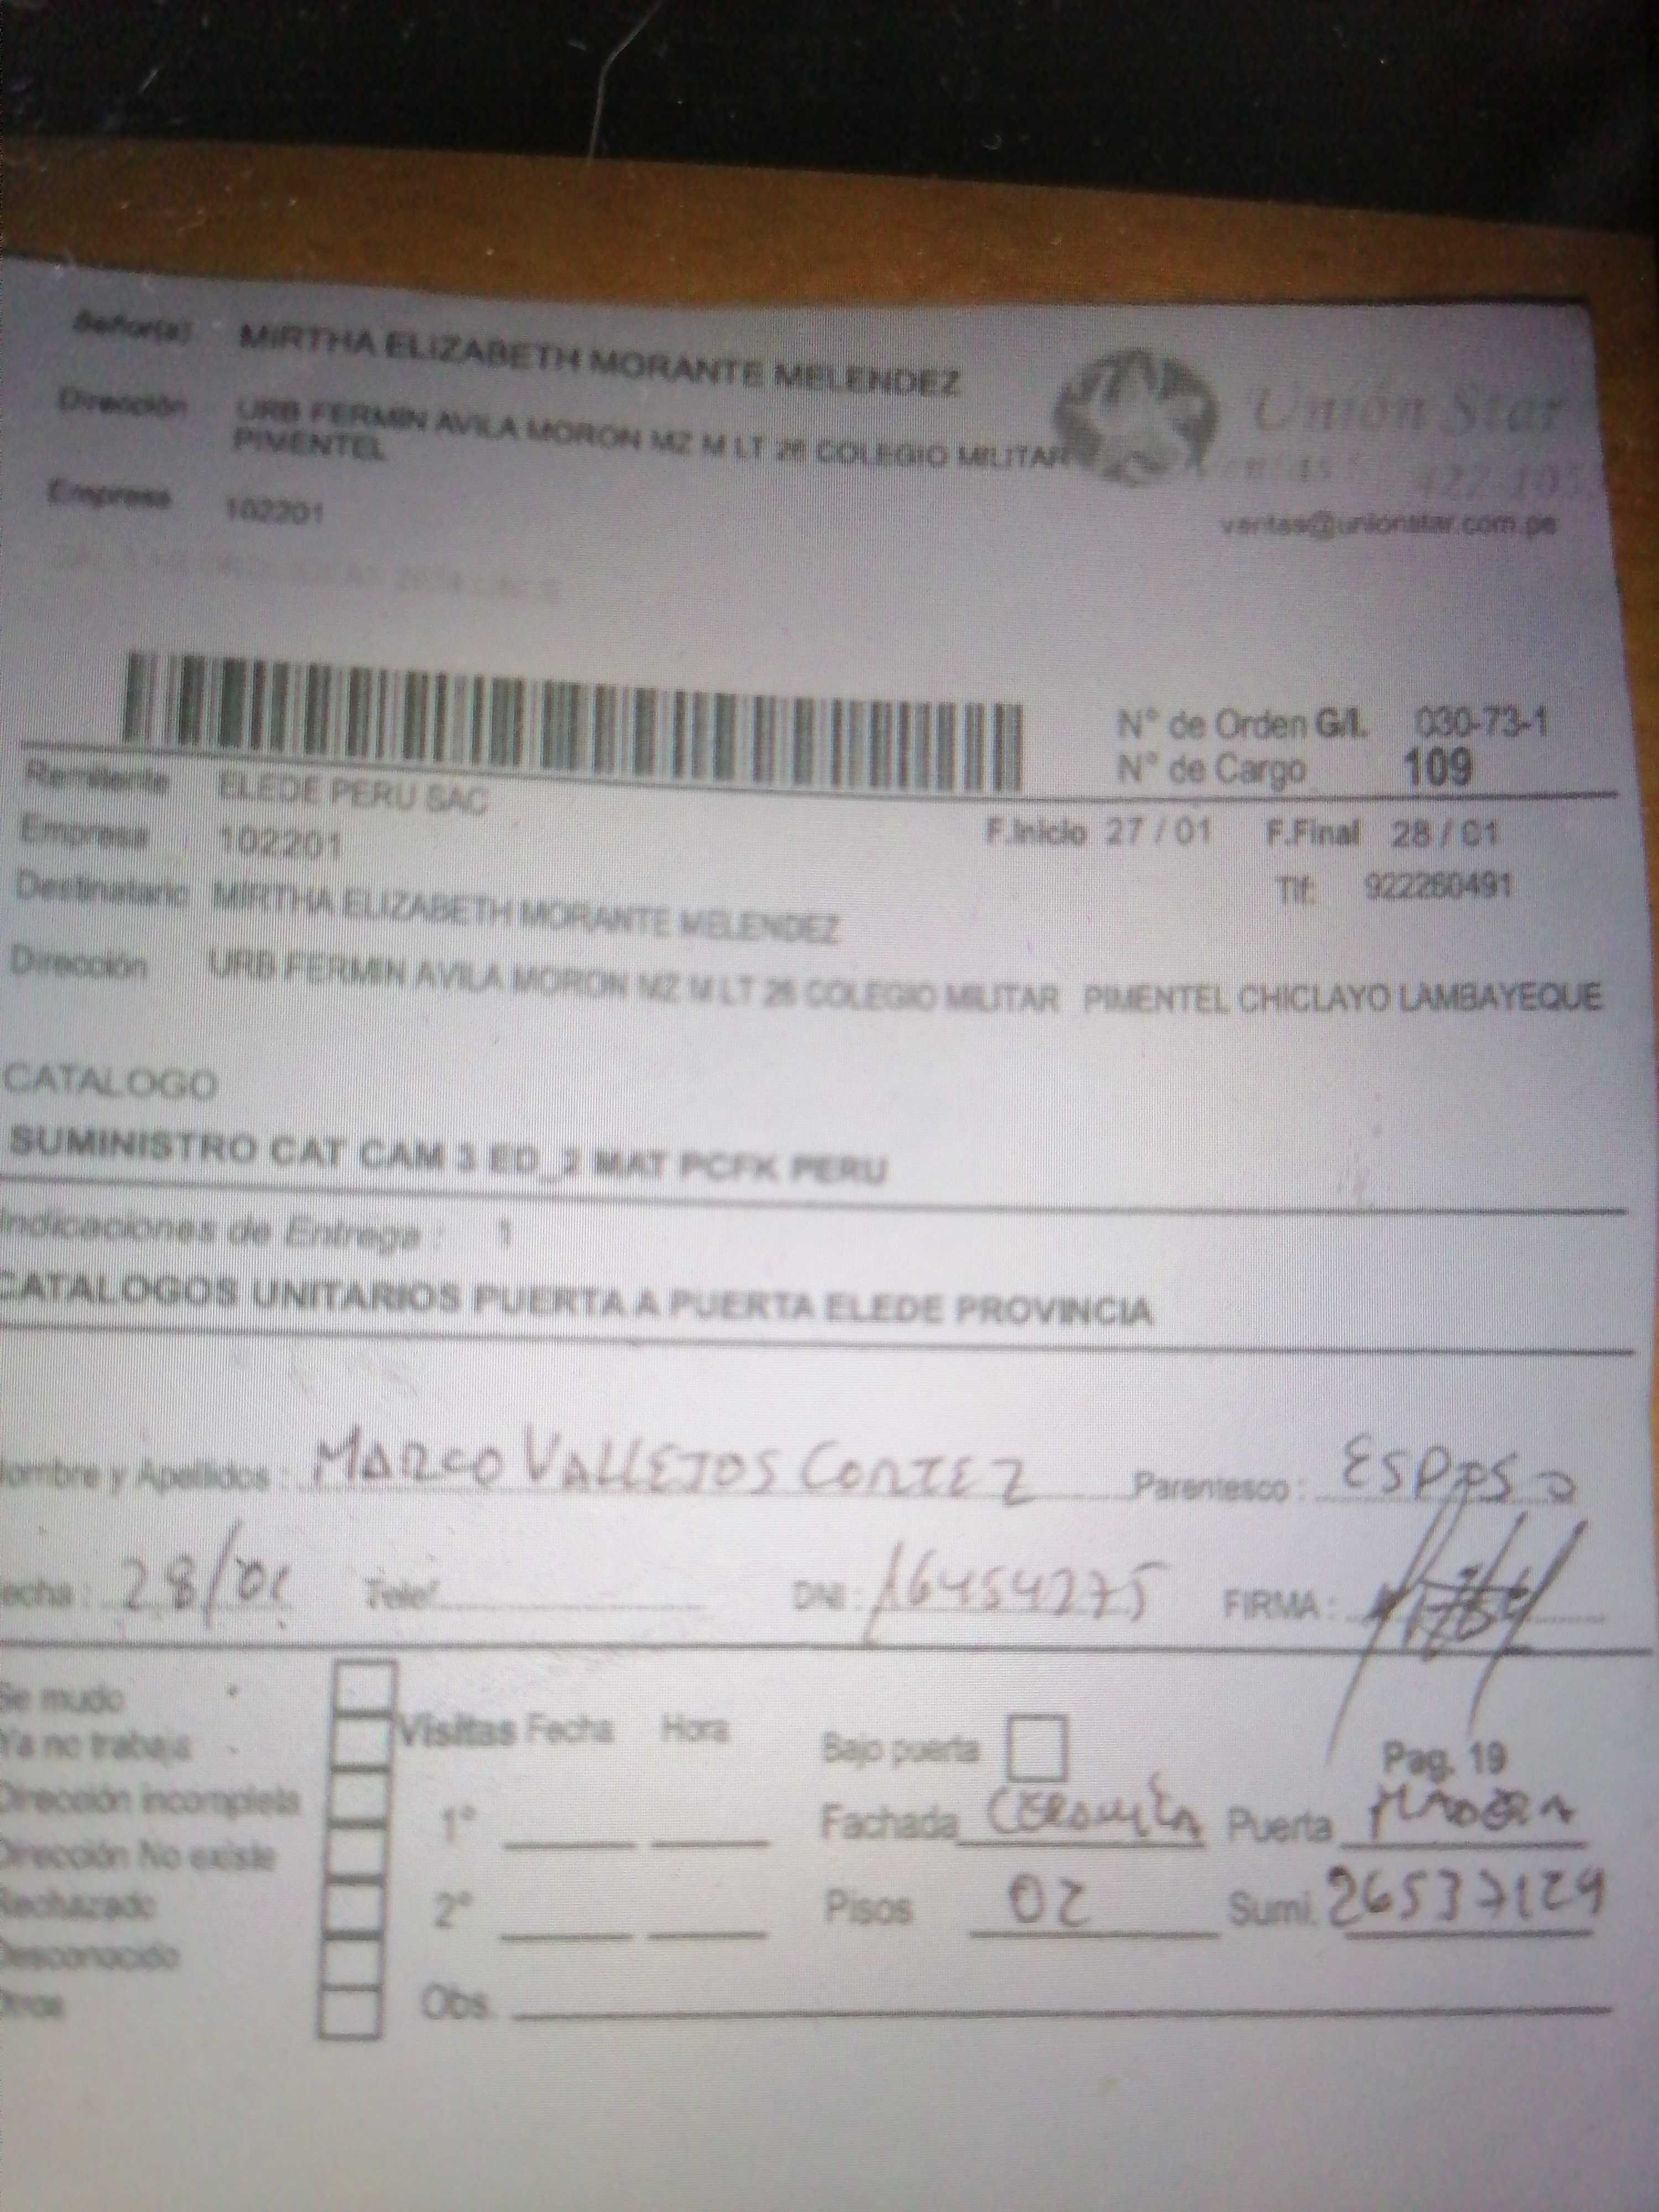 Señor(a) MIRTHA ELIZABETH MORANTE MELENDEZ
Dirección URB FERMIN AVILA MORON MZ M LT 26 COLEGIO MILITAR
PIMENTEL
Unión Star
422-105
Empresa 102201
ventas@unionstar.com.pe
N° de Orden G/L 030-73-1
N° de Cargo 109
Remitente ELEDE PERU SAC
Empresa 102201 F.Inicio 27 / 01 F.Final 28 / 01
Destinatario MIRTHA ELIZABETH MORANTE MELENDEZ Tlf: 922260491
Dirección URB FERMIN AVILA MORON MZ M LT 26 COLEGIO MILITAR PIMENTEL CHICLAYO LAMBAYEQUE
CATALOGO
SUMINISTRO CAT CAM 3 ED_2 MAT PCFK PERU
Indicaciones de Entrega : 1
CATALOGOS UNITARIOS PUERTA A PUERTA ELEDE PROVINCIA
ombre y Apellidos : MARCO VALLEJOS CORTEZ Parentesco : ESPOSO
echa : 28/01 Telef. DNI : 16454275 FIRMA :
Se mudo
Ya no trabaja
Dirección incompleta
Dirección No existe
Rechazado
Desconocido
Otros
Visitas Fecha Hora
1°
2°
Obs.
Bajo puerta Pag. 19
Fachada Puerta MADERA
Pisos 02 Sumi. 26537129